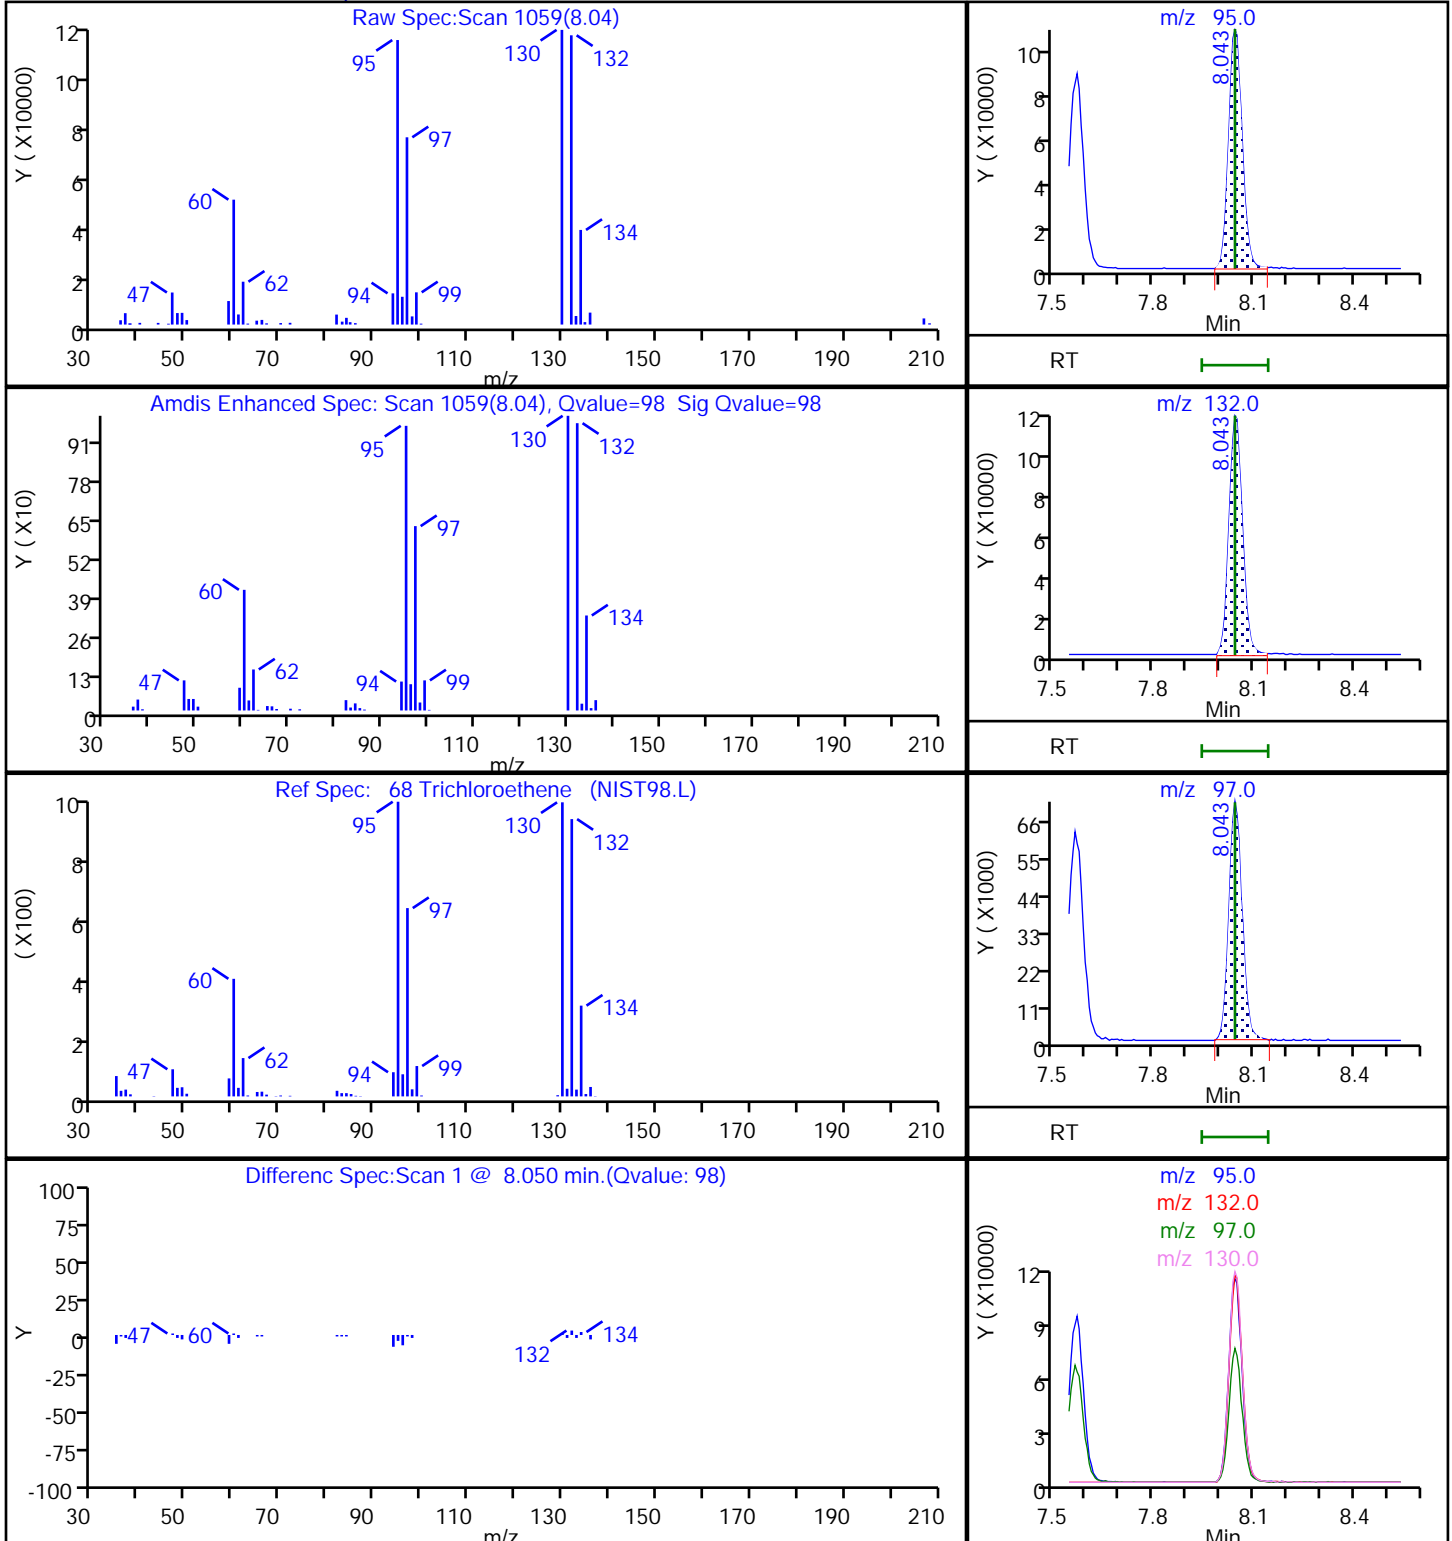 Raw Spec:Scan 1059(8.04)
Y ( X10000)
12
10
8
6
4
2
0
130
95
132
97
60
134
47
62
94
99
30 50 70 90 110 130 150 170 190 210
m/z
m/z 95.0
Y ( X10000)
10
8
6
4
2
0
8.043
7.5 7.8 8.1 8.4
Min
RT
Amdis Enhanced Spec: Scan 1059(8.04), Qvalue=98 Sig Qvalue=98
Y ( X10)
91
78
65
52
39
26
13
0
130
95
132
97
60
134
47
62
94
99
30 50 70 90 110 130 150 170 190 210
m/z
m/z 132.0
Y ( X10000)
12
10
8
6
4
2
0
8.043
7.5 7.8 8.1 8.4
Min
RT
Ref Spec: 68 Trichloroethene (NIST98.L)
( X100)
10
8
6
4
2
0
95
130
132
97
60
134
47
62
94
99
30 50 70 90 110 130 150 170 190 210
m/z 97.0
Y ( X1000)
66
55
44
33
22
11
0
8.043
7.5 7.8 8.1 8.4
Min
RT
Differenc Spec:Scan 1 @ 8.050 min.(Qvalue: 98)
Y
100
75
50
25
0
-25
-50
-75
-100
47
60
132
134
30 50 70 90 110 130 150 170 190 210
m/z
m/z 95.0
m/z 132.0
m/z 97.0
m/z 130.0
Y ( X10000)
12
9
6
3
0
7.5 7.8 8.1 8.4
Min